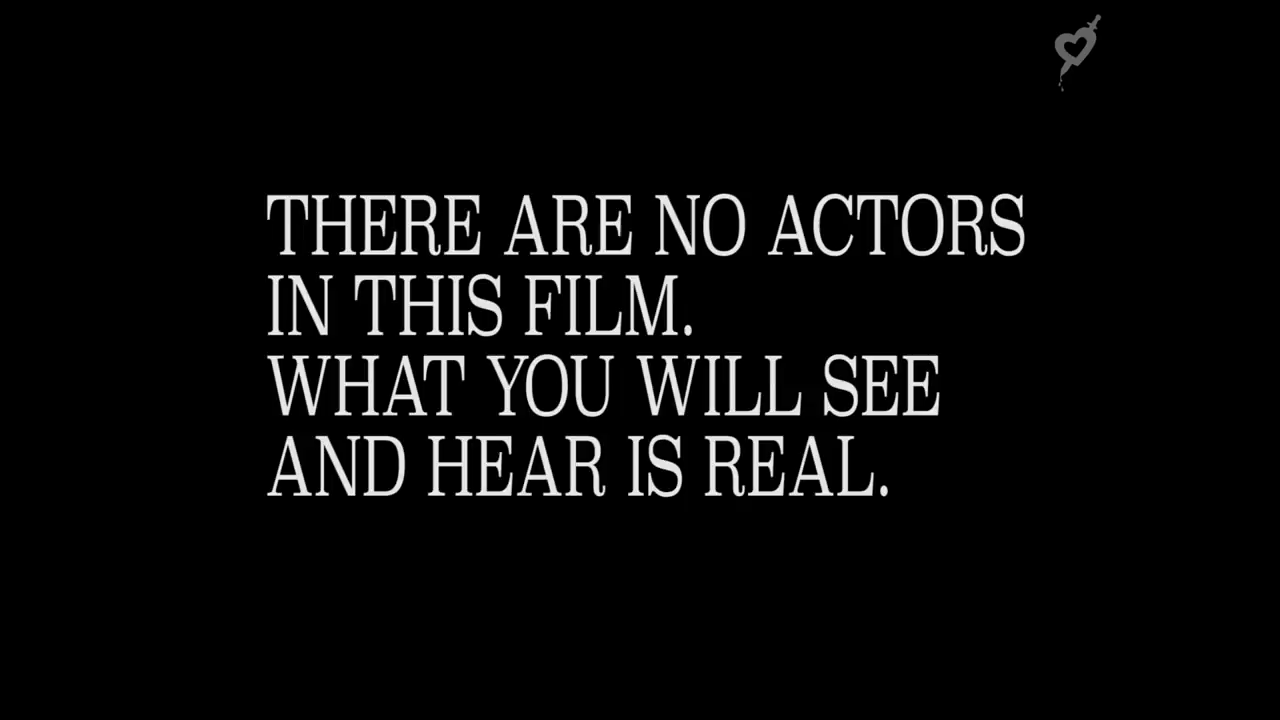 THERE ARE NO ACTORS
IN THIS FILM.
WHAT YOU WILL SEE
AND HEAR IS REAL.